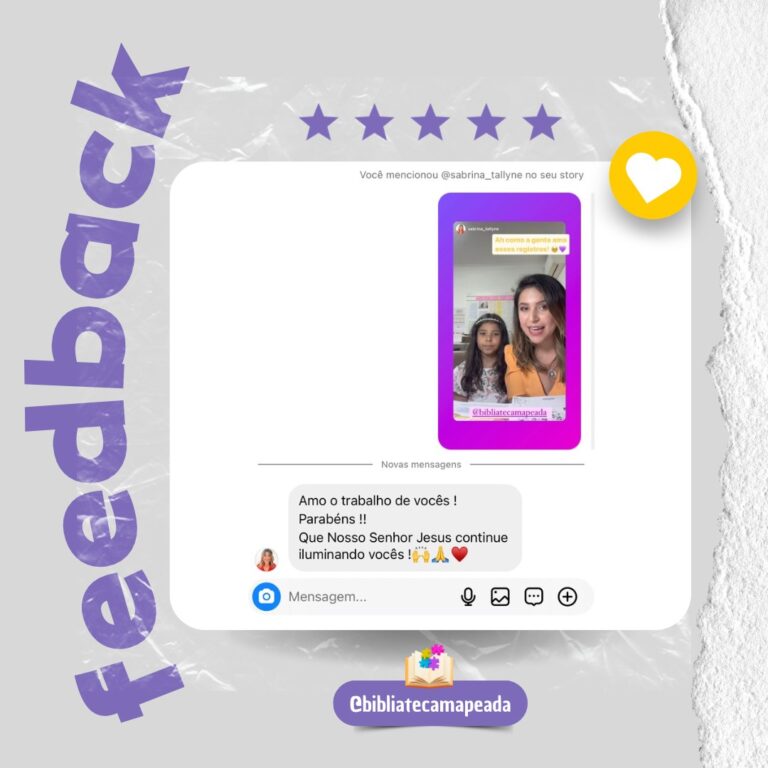 feedback
Você mencionou @sabrina_tallyne no seu story
sabrina_tallyne
Ah como a gente ama
esses registros!
@bibliatecamapeada
Novas mensagens
Amo o trabalho de vocês !
Parabéns !!
Que Nosso Senhor Jesus continue
iluminando vocês !🙌🙏♥️
Mensagem...
@bibliatecamapeada